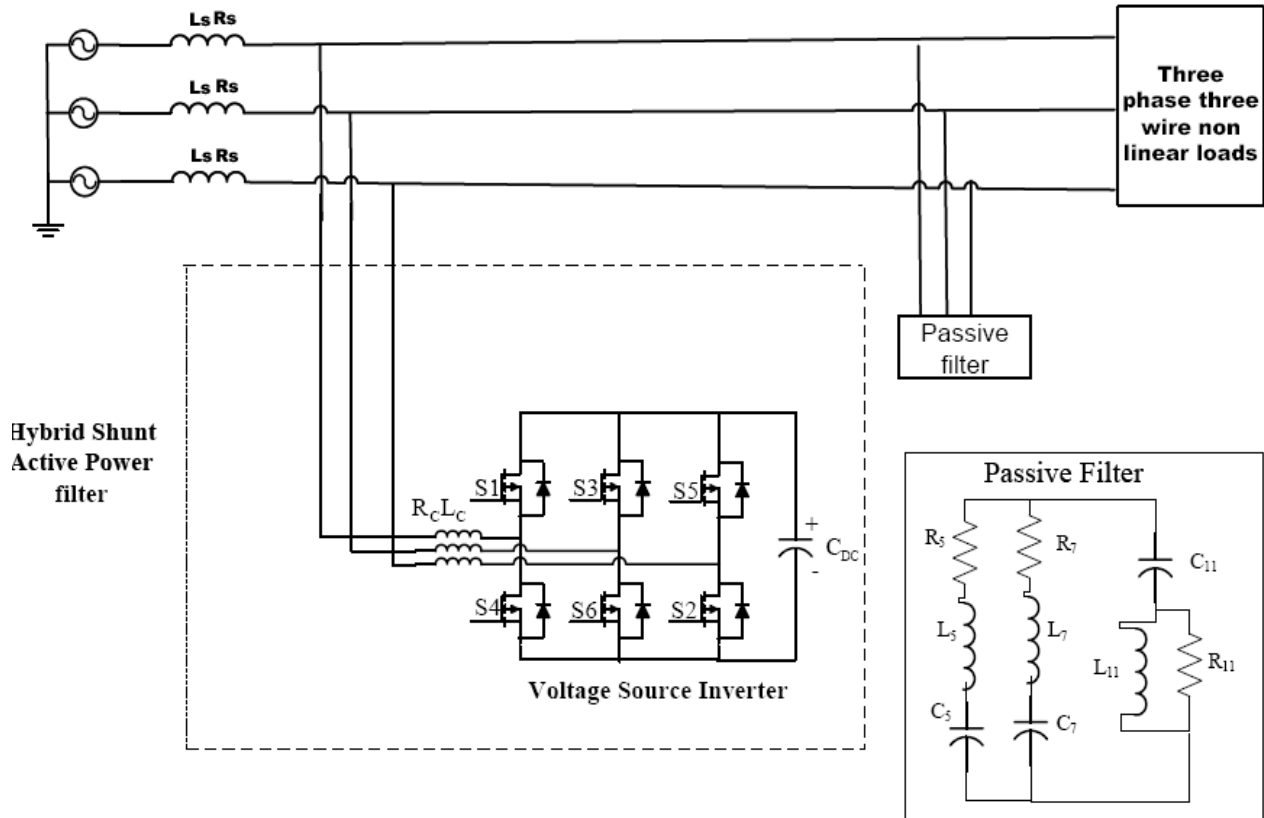 Ls Rs
Ls Rs
Ls Rs
Three
phase three
wire non
linear loads
Passive
filter
Hybrid Shunt
Active Power
filter
S1
S3
S5
RCLC
+
CDC
-
S4
S6
S2
Voltage Source Inverter
Passive Filter
R5
R7
C11
L5
L7
L11
R11
C5
C7